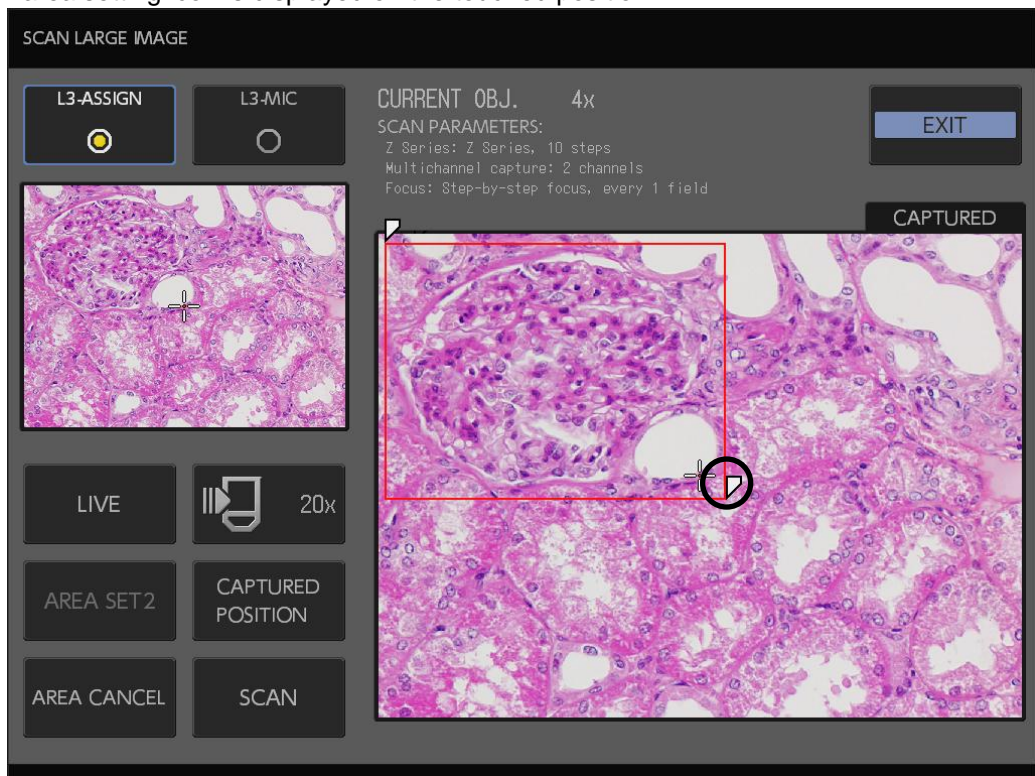 SCAN LARGE IMAGE
L3-ASSIGN
L3-MIC
CURRENT OBJ. 4x
SCAN PARAMETERS:
Z Series: Z Series, 10 steps
Multichannel capture: 2 channels
Focus: Step-by-step focus, every 1 field
EXIT
CAPTURED
LIVE
20x
AREA SET2
CAPTURED
POSITION
AREA CANCEL
SCAN